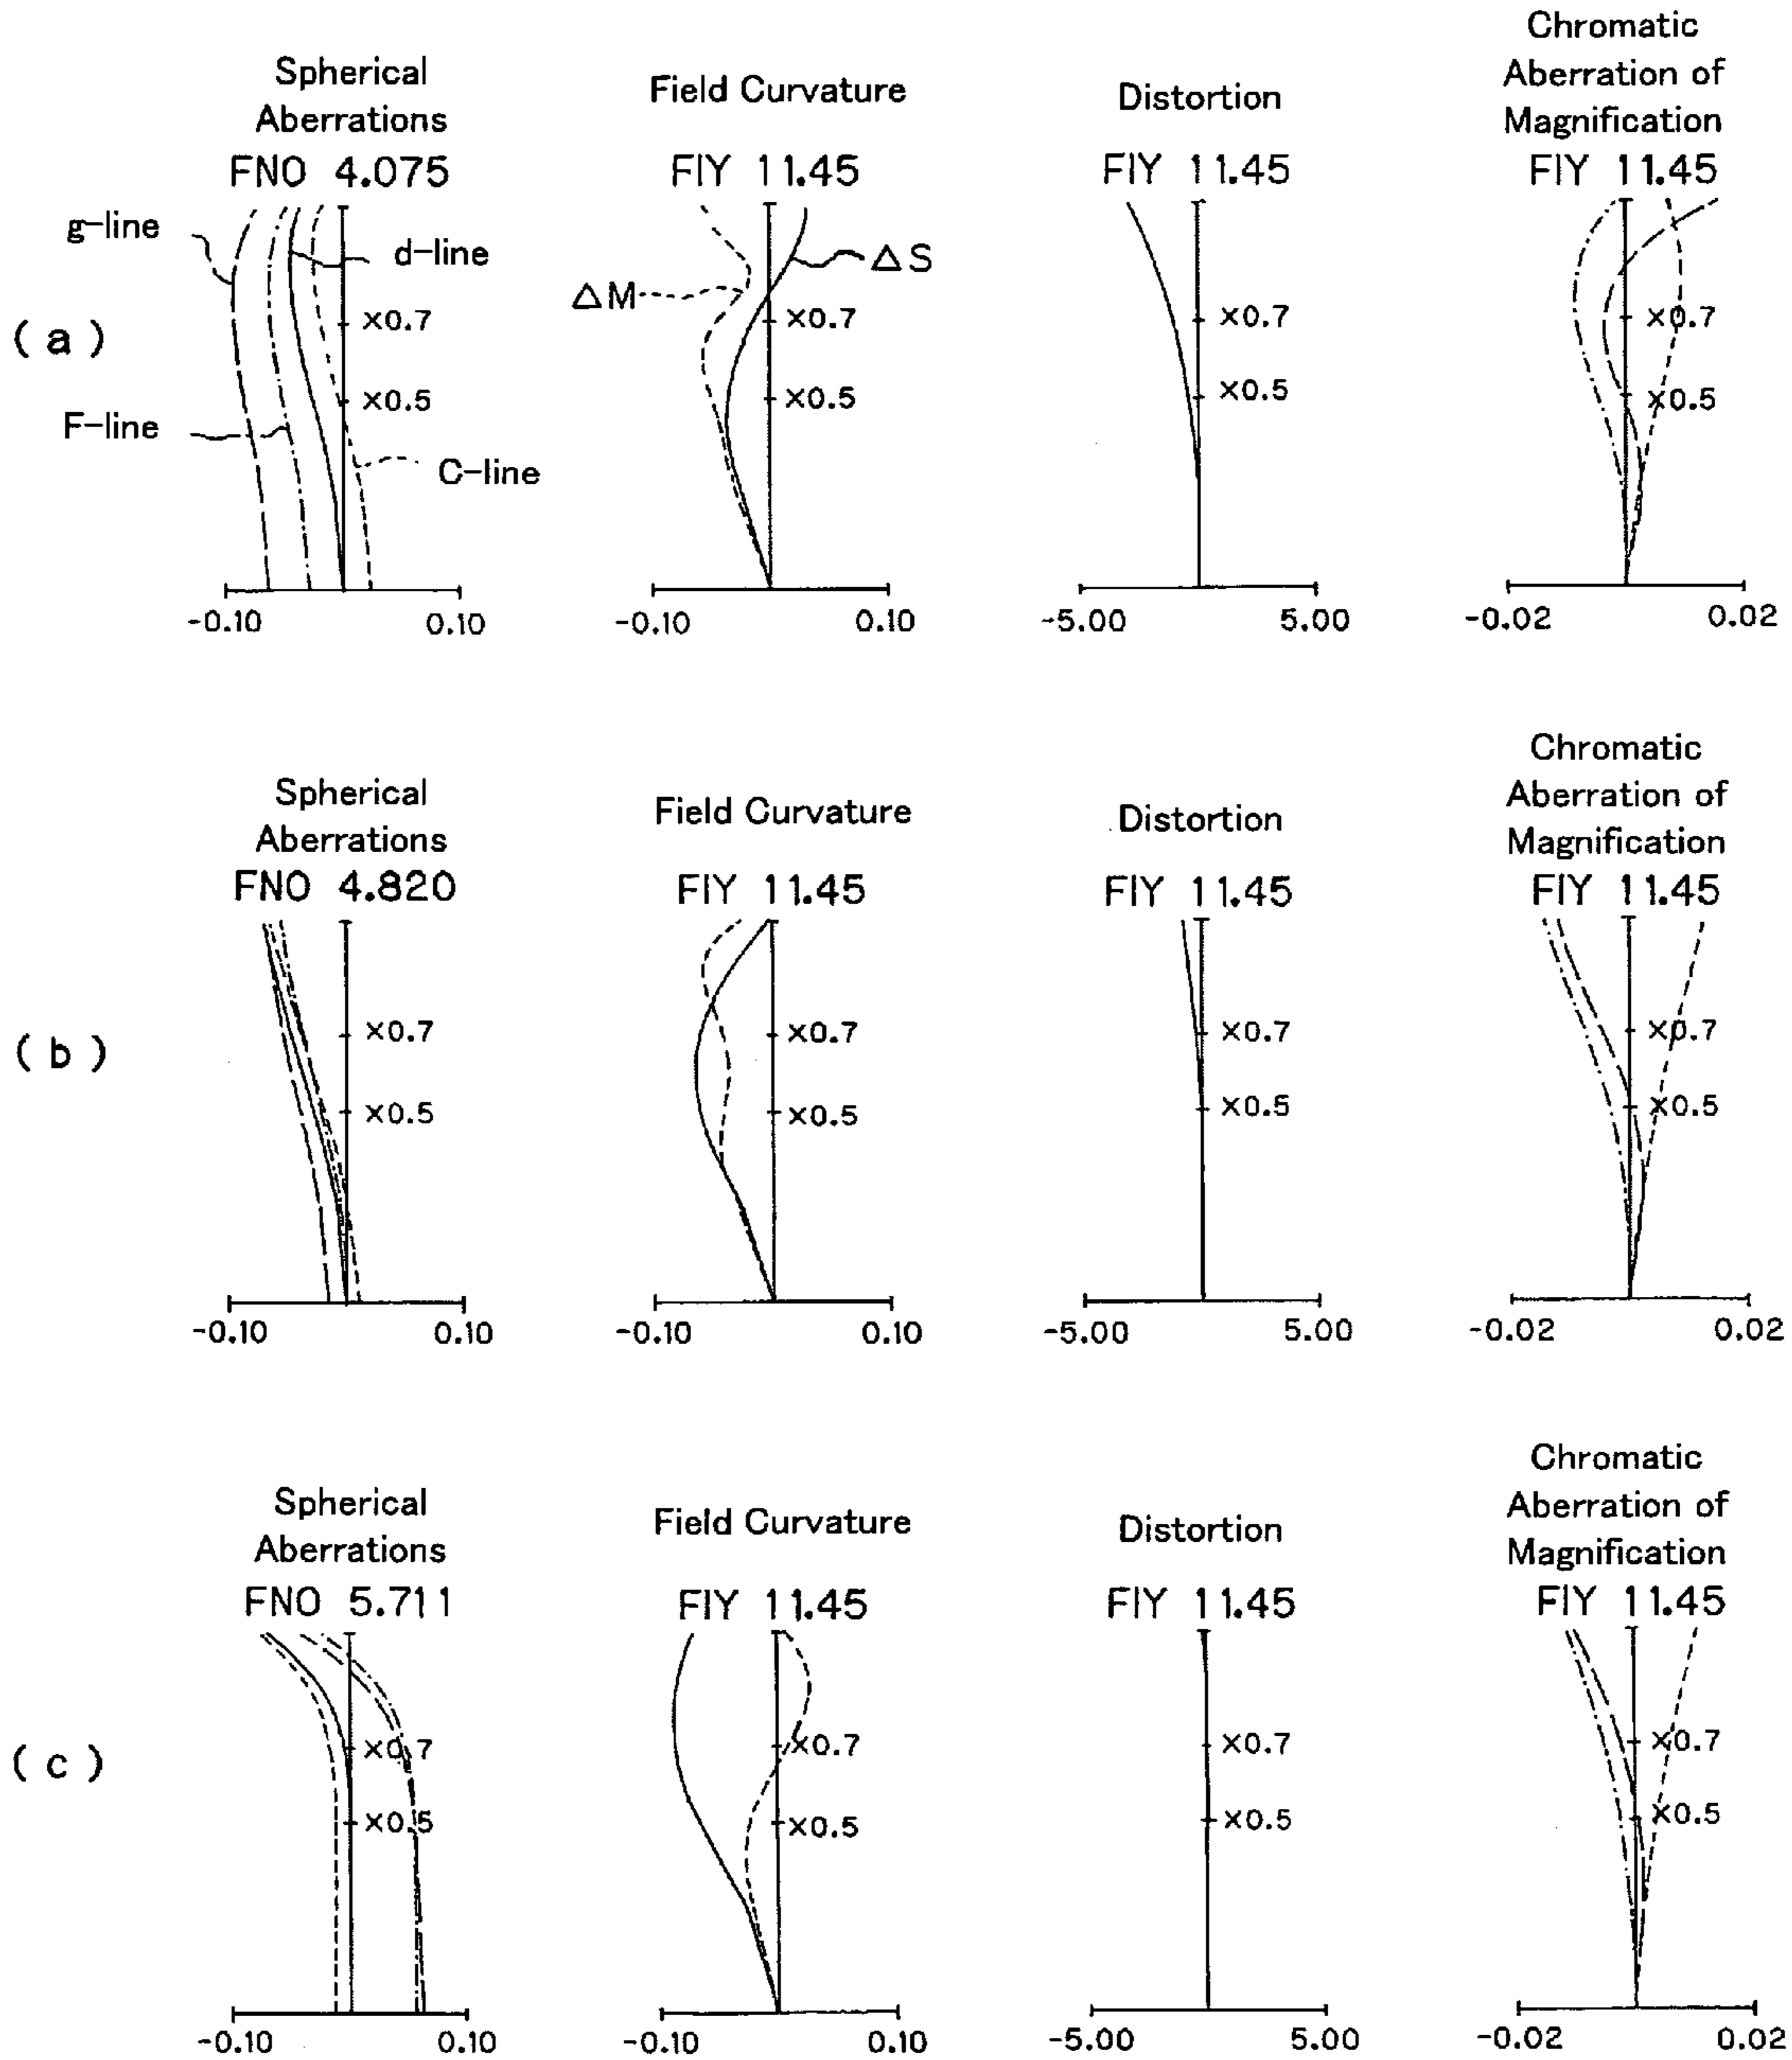 Spherical
Aberrations
FNO 4.075
Field Curvature
FIY 11.45
Distortion
FIY 11.45
Chromatic
Aberration of
Magnification
FIY 11.45
(a)
g-line
d-line
F-line
C-line
×0.7
×0.5
-0.10
0.10
ΔM
ΔS
×0.7
×0.5
-0.10
0.10
×0.7
×0.5
-5.00
5.00
×0.7
×0.5
-0.02
0.02
Spherical
Aberrations
FNO 4.820
Field Curvature
FIY 11.45
Distortion
FIY 11.45
Chromatic
Aberration of
Magnification
FIY 11.45
(b)
×0.7
×0.5
-0.10
0.10
×0.7
×0.5
-0.10
0.10
×0.7
×0.5
-5.00
5.00
×0.7
×0.5
-0.02
0.02
Spherical
Aberrations
FNO 5.711
Field Curvature
FIY 11.45
Distortion
FIY 11.45
Chromatic
Aberration of
Magnification
FIY 11.45
(c)
×0.7
×0.5
-0.10
0.10
×0.7
×0.5
-0.10
0.10
×0.7
×0.5
-5.00
5.00
×0.7
×0.5
-0.02
0.02